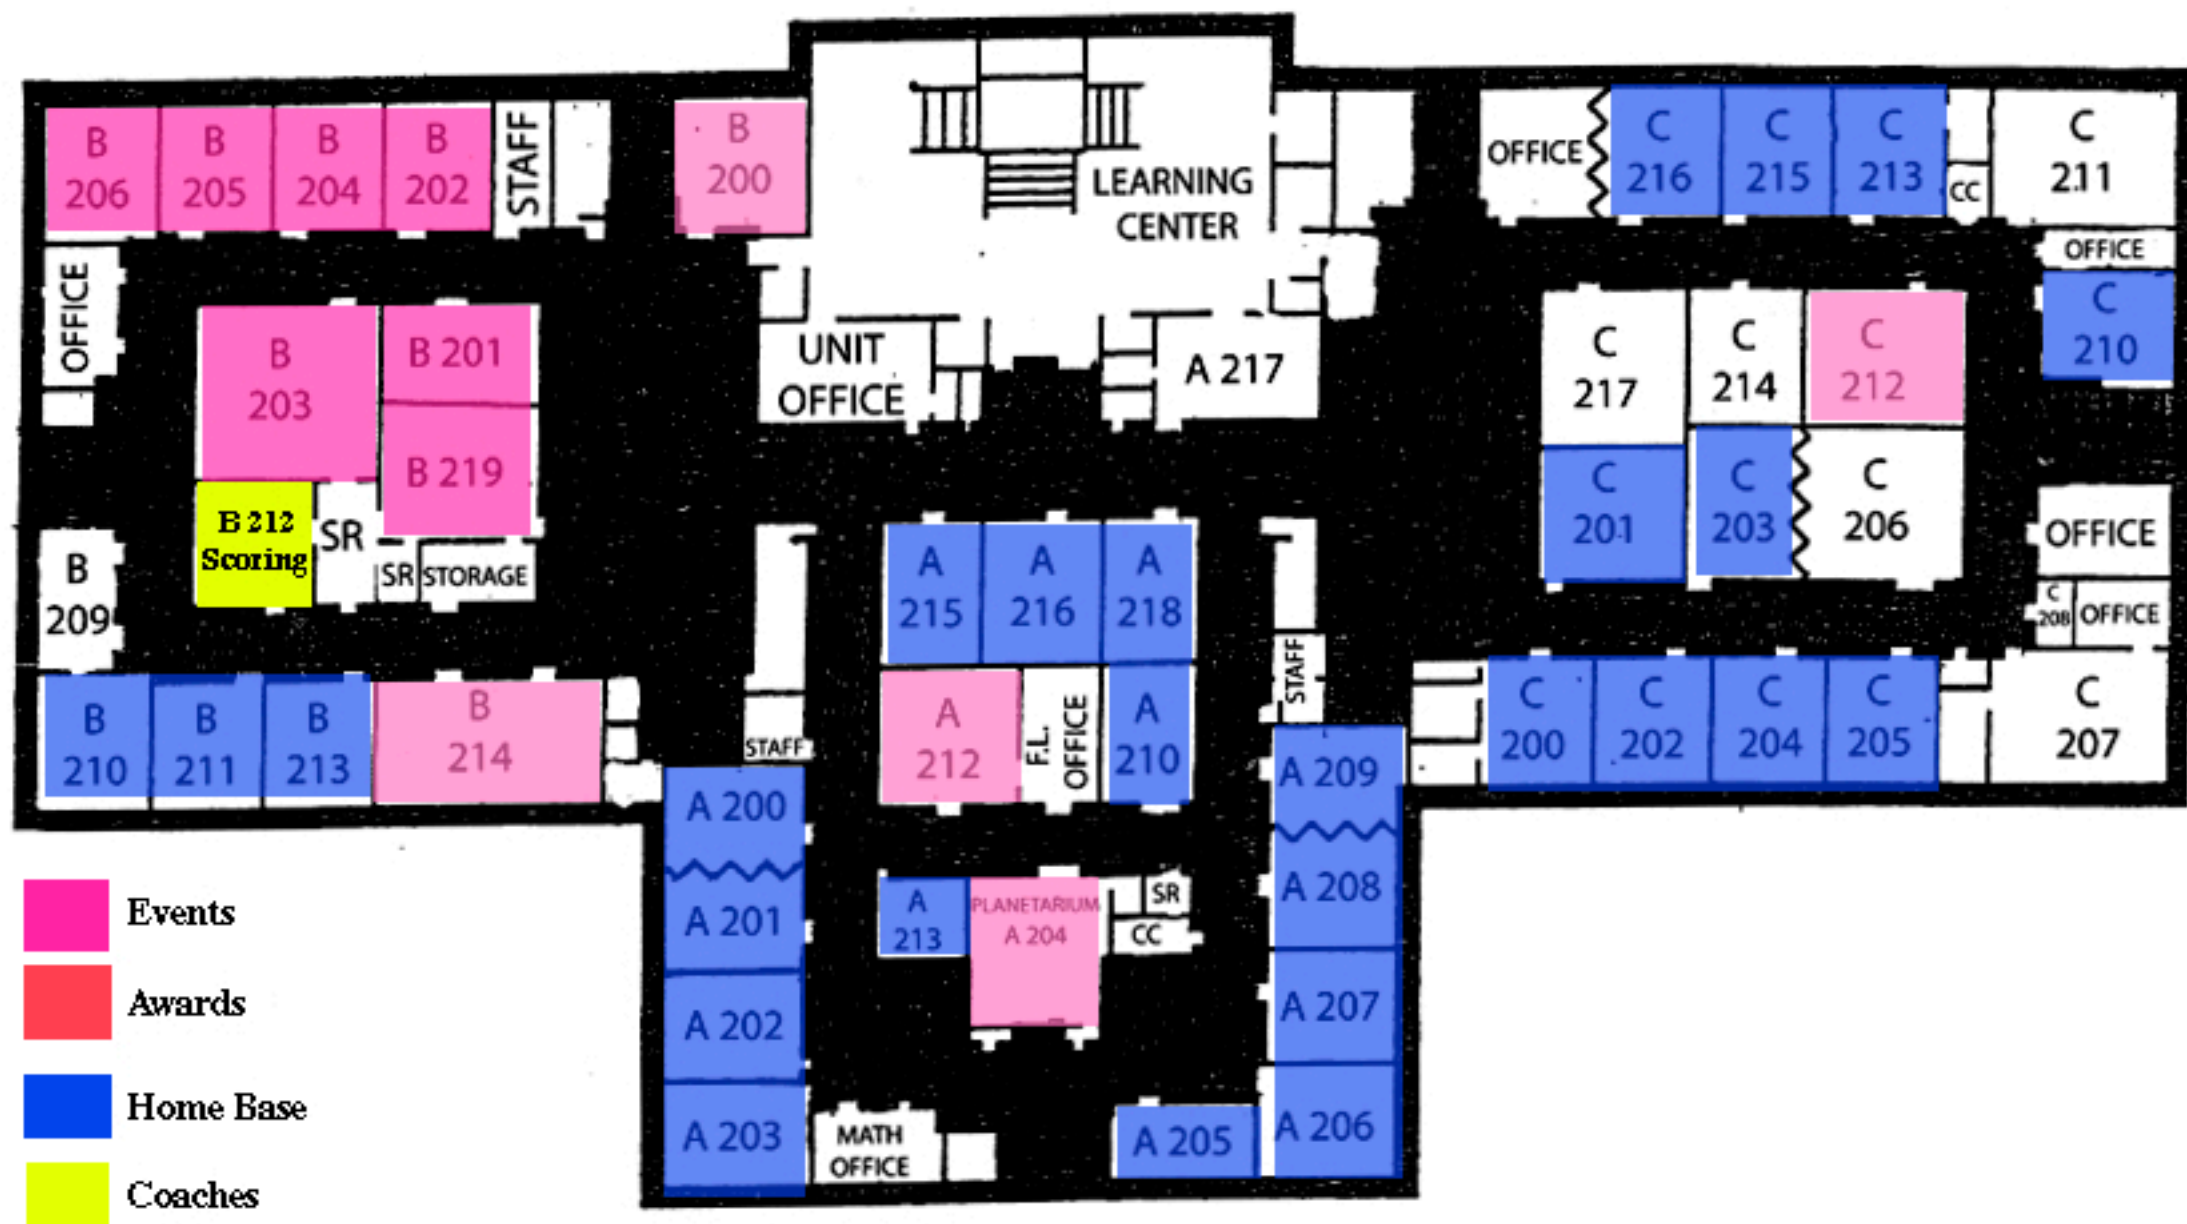 B
206
B
205
B
204
B
202
STAFF
B
200
LEARNING
CENTER
OFFICE
C
216
C
215
C
213
CC
C
211
OFFICE
OFFICE
C
210
B
203
B 201
B 219
UNIT
OFFICE
A 217
C
217
C
214
C
212
C
201
C
203
C
206
B 212
Scoring
SR
SR
STORAGE
B
209
OFFICE
C
208
OFFICE
A
215
A
216
A
218
STAFF
B
210
B
211
B
213
B
214
STAFF
A
212
F.L.
OFFICE
A
210
C
200
C
202
C
204
C
205
C
207
A 200
A 209
A 201
A
213
PLANETARIUM
A 204
SR
CC
A 208
A 202
A 207
A 203
MATH
OFFICE
A 205
A 206
Events
Awards
Home Base
Coaches